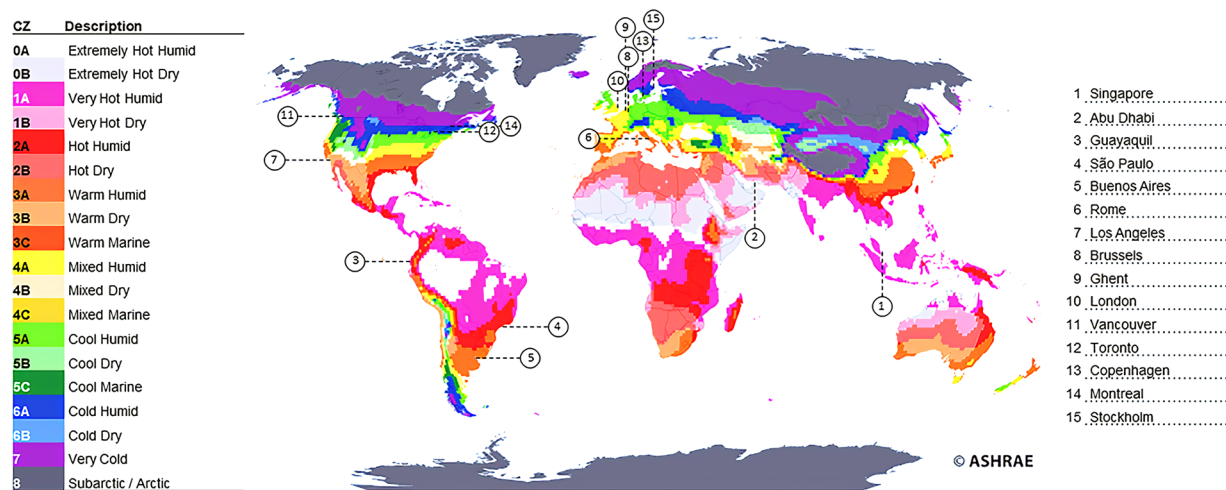 CZ Description
0A Extremely Hot Humid
0B Extremely Hot Dry
1A Very Hot Humid
1B Very Hot Dry
2A Hot Humid
2B Hot Dry
3A Warm Humid
3B Warm Dry
3C Warm Marine
4A Mixed Humid
4B Mixed Dry
4C Mixed Marine
5A Cool Humid
5B Cool Dry
5C Cool Marine
6A Cold Humid
6B Cold Dry
7 Very Cold
8 Subarctic / Arctic
9
15
8
13
10
11
12
14
6
7
2
3
1
4
5
© ASHRAE
1 Singapore
2 Abu Dhabi
3 Guayaquil
4 São Paulo
5 Buenos Aires
6 Rome
7 Los Angeles
8 Brussels
9 Ghent
10 London
11 Vancouver
12 Toronto
13 Copenhagen
14 Montreal
15 Stockholm